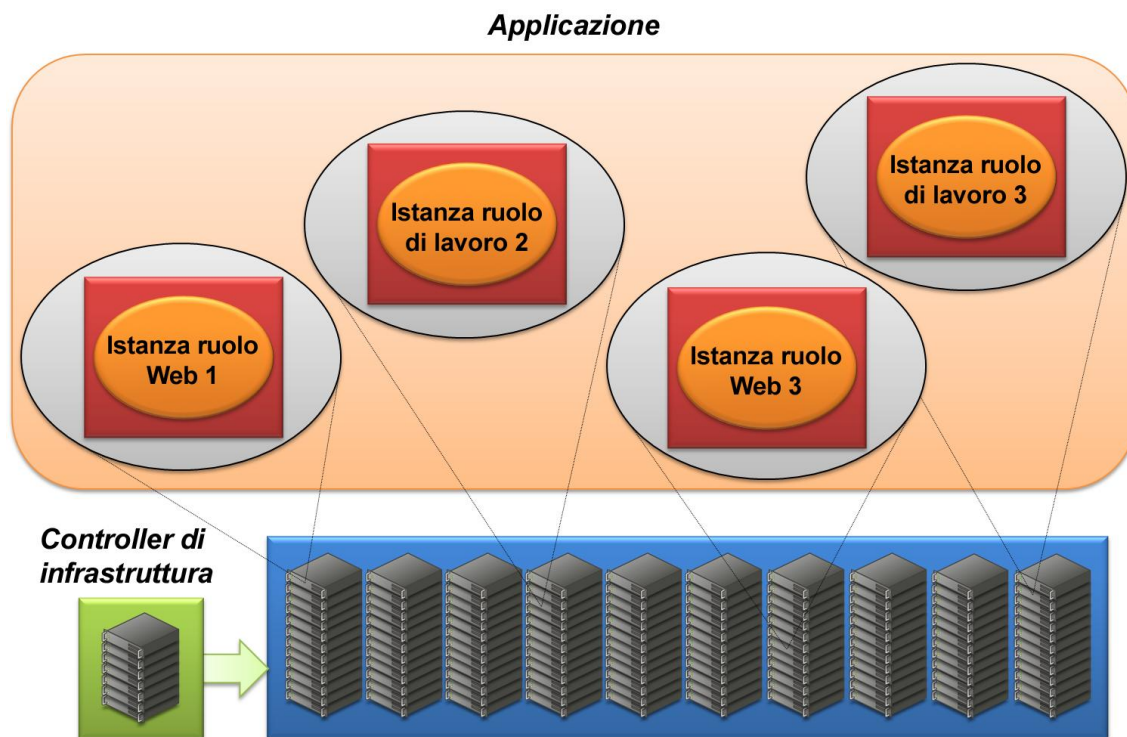 Applicazione
Istanza ruolo
di lavoro 3
Istanza ruolo
di lavoro 2
Istanza ruolo
Web 1
Istanza ruolo
Web 3
Controller di
infrastruttura